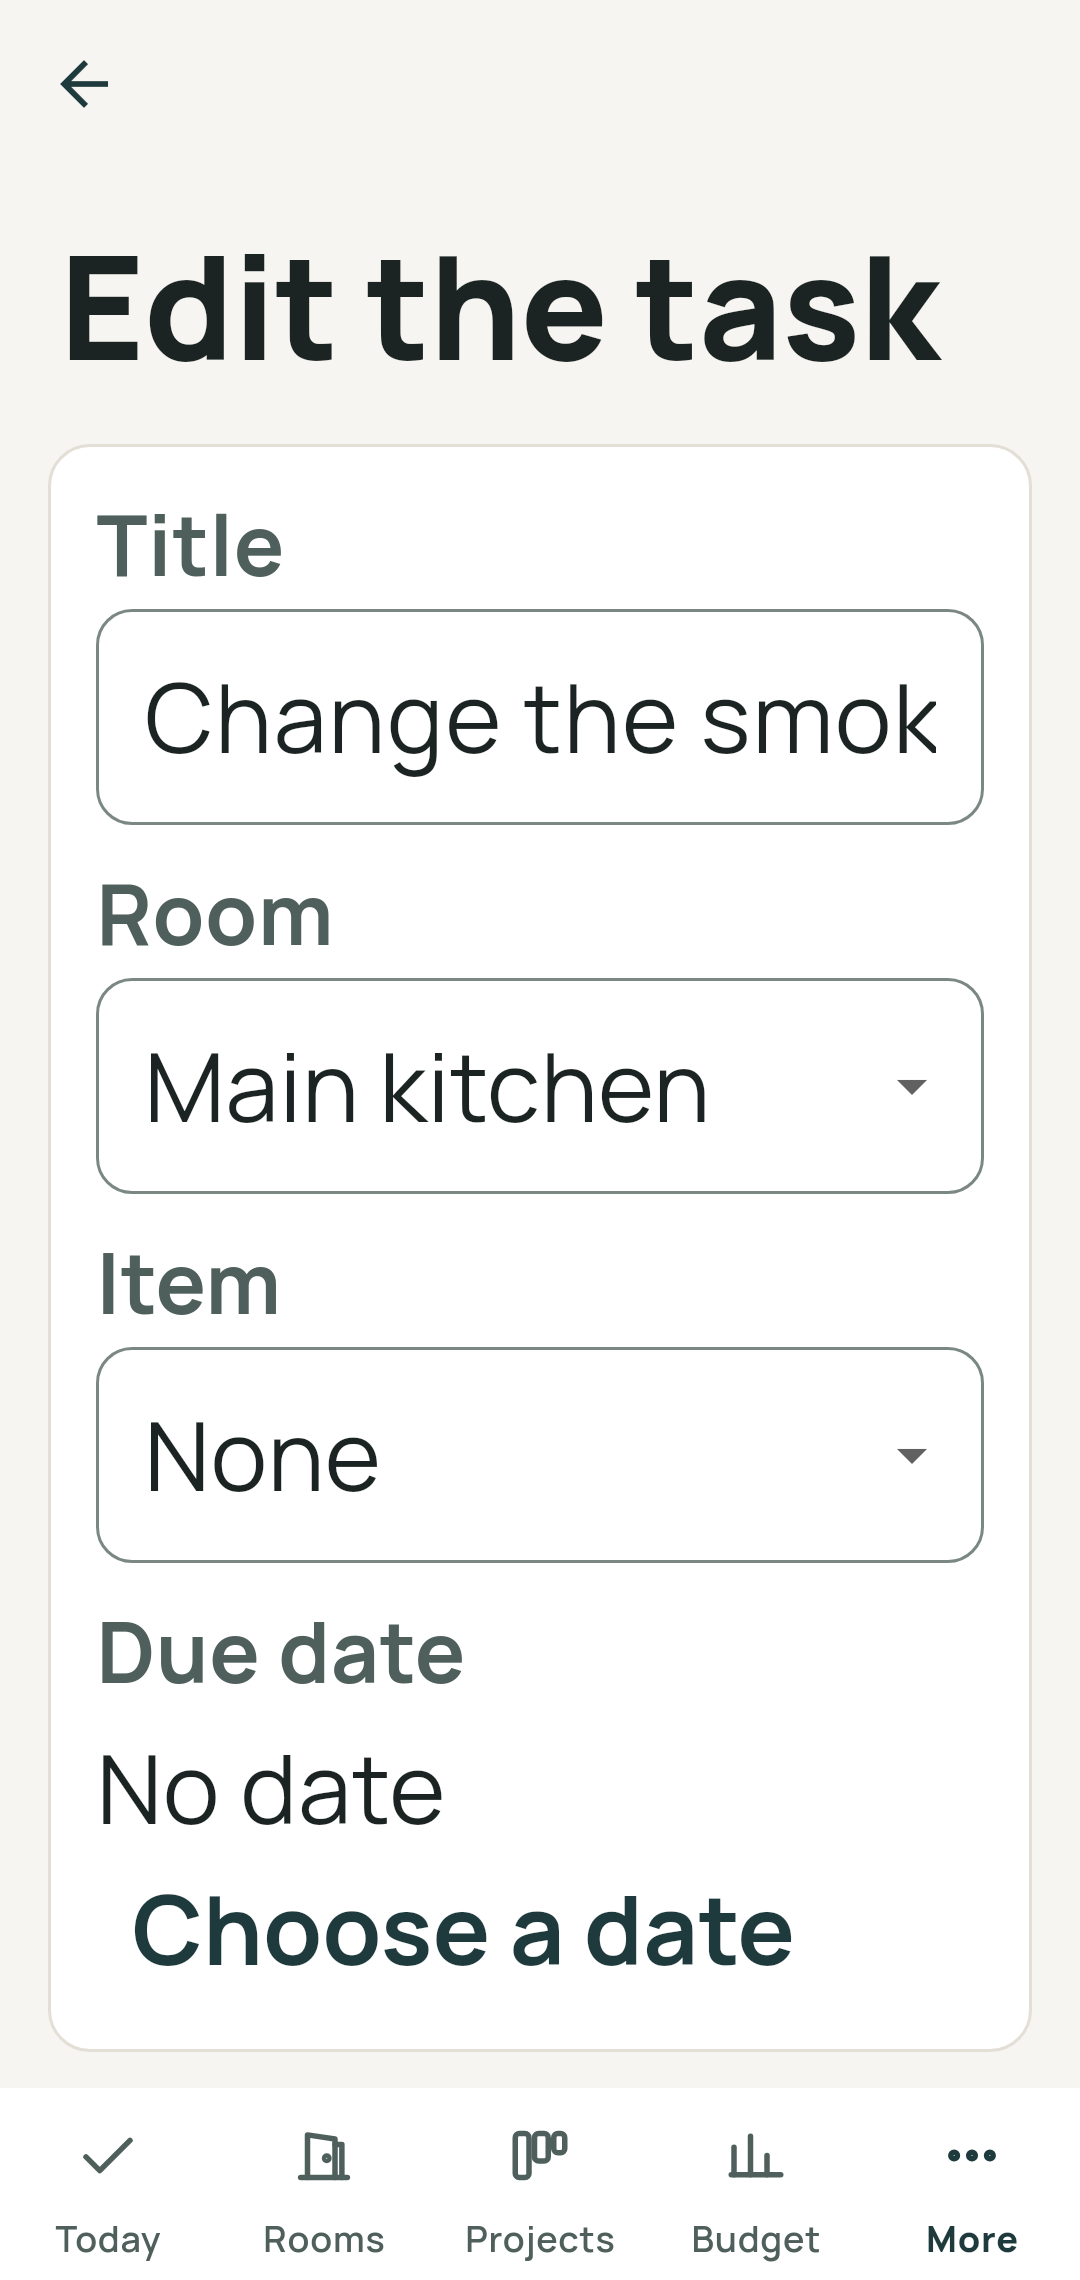 Edit the task
Title
Change the smok
Room
Main kitchen
Item
None
Due date
No date
Choose a date
Today
Rooms
Projects
Budget
More